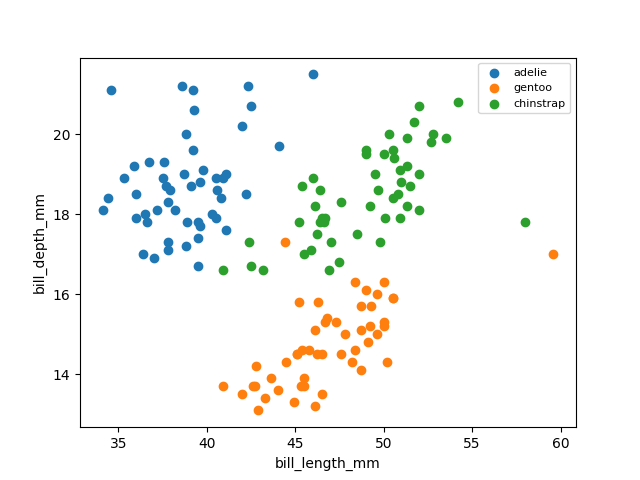 adelie
gentoo
chinstrap
20
18
16
14
bill_depth_mm
35 40 45 50 55 60
bill_length_mm